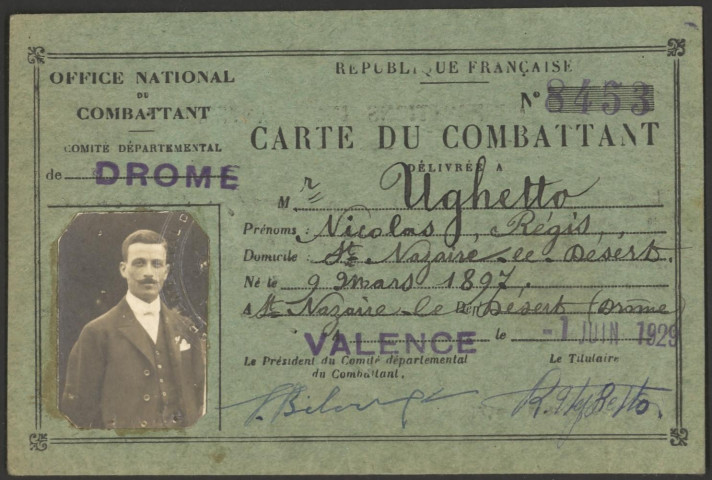 OFFICE NATIONAL
DU
COMBATTANT
COMITÉ DÉPARTEMENTAL
de DROME
RÉPUBLIQUE FRANÇAISE
N° 8453
CARTE DU COMBATTANT
DÉLIVRÉE A
M r Ughetto
Prénoms : Nicolas, Régis,
Domicile : St Nazaire-le-Désert.
Né le 9 mars 1897,
A St Nazaire-le Désert (Drome)
VALENCE le -1 JUIN 1929
Le Président du Comité départemental
du Combattant.
Le Titulaire
R. Ughetto.